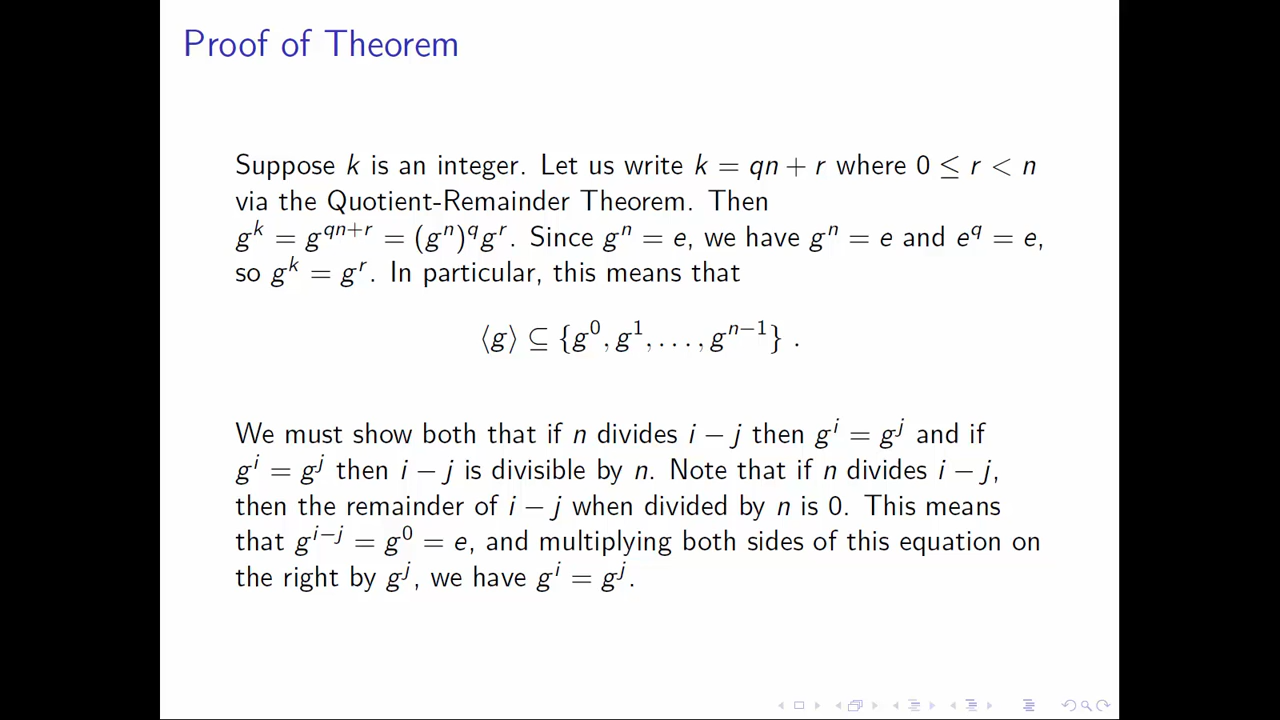 Proof of Theorem
Suppose k is an integer. Let us write k = qn + r where 0 ≤ r < n
via the Quotient-Remainder Theorem. Then
g^k = g^{qn+r} = (g^n)^q g^r. Since g^n = e, we have g^n = e and e^q = e,
so g^k = g^r. In particular, this means that
⟨g⟩ ⊆ {g^0, g^1, . . . , g^{n−1}} .
We must show both that if n divides i − j then g^i = g^j and if
g^i = g^j then i − j is divisible by n. Note that if n divides i − j,
then the remainder of i − j when divided by n is 0. This means
that g^{i−j} = g^0 = e, and multiplying both sides of this equation on
the right by g^j, we have g^i = g^j.